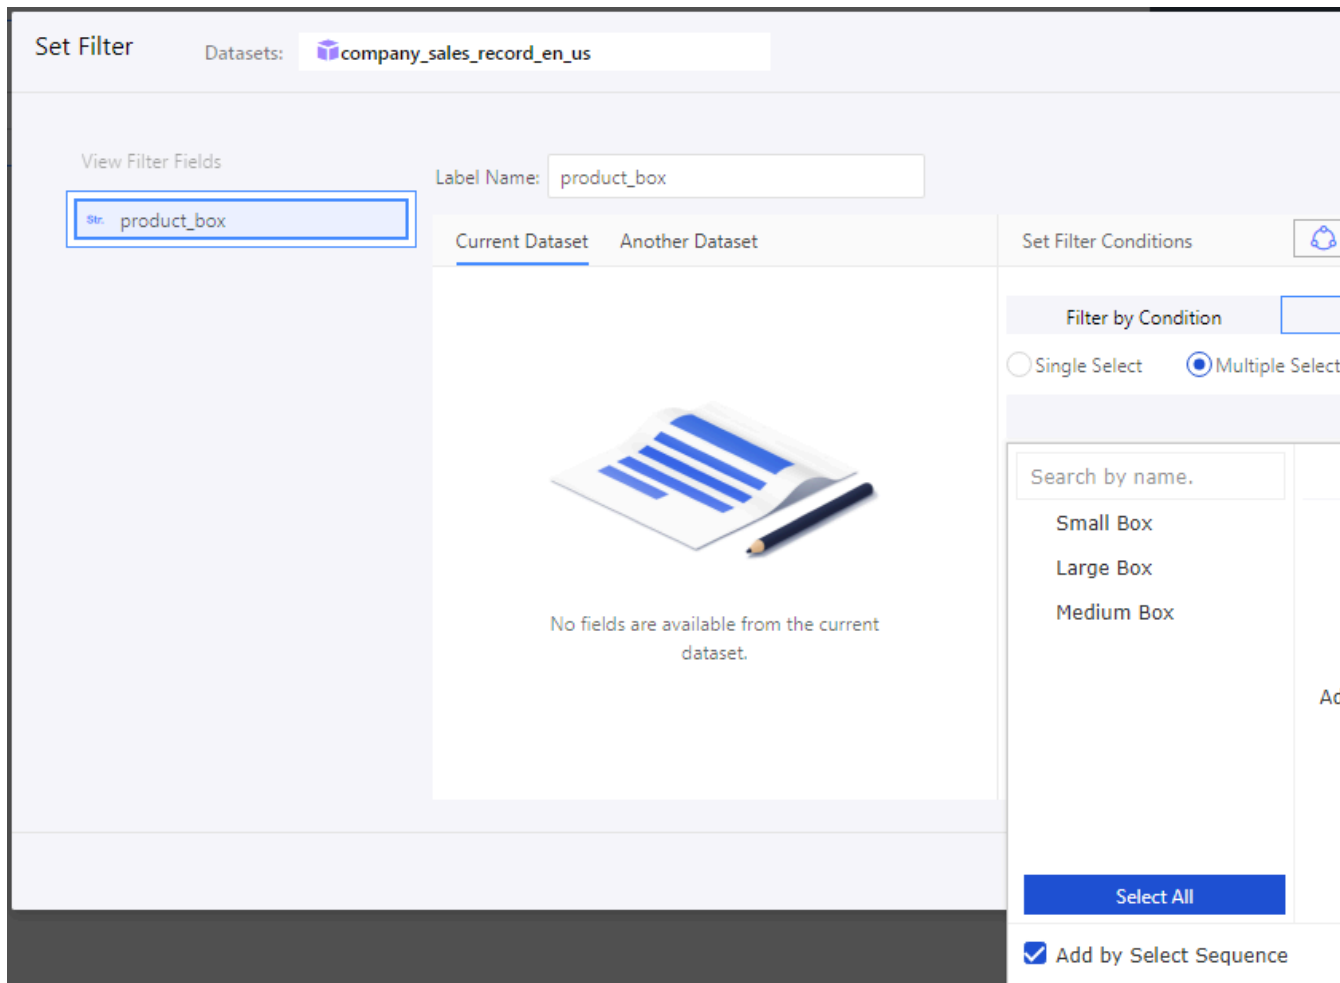 Set Filter
Datasets: company_sales_record_en_us
View Filter Fields
Str. product_box
Label Name: product_box
Current Dataset Another Dataset
No fields are available from the current
dataset.
Set Filter Conditions
Filter by Condition
Single Select Multiple Select
Search by name.
Small Box
Large Box
Medium Box
Select All
Add by Select Sequence